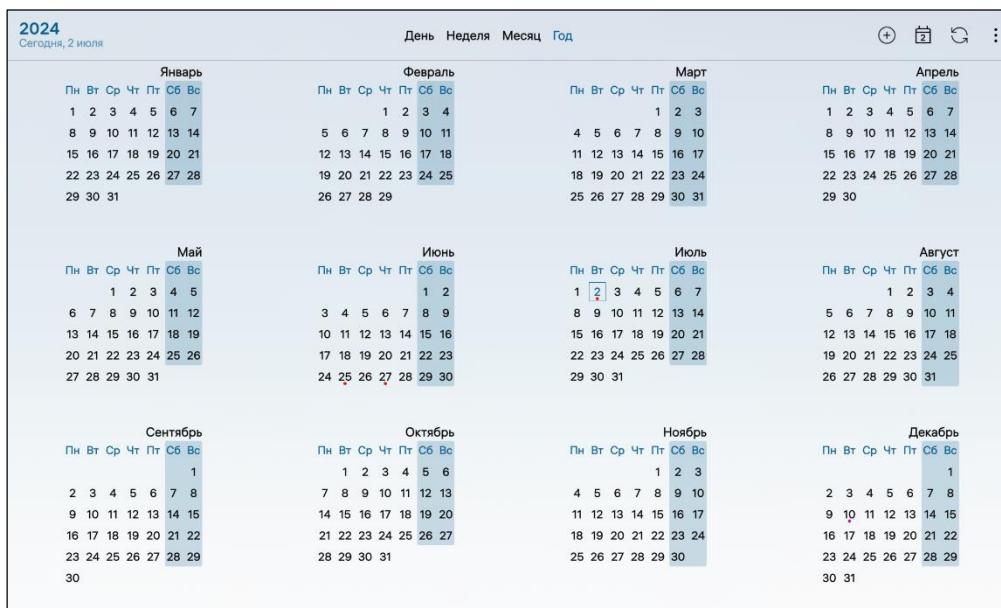 2024
Сегодня, 2 июля
День Неделя Месяц Год
2
Январь
Пн Вт Ср Чт Пт Сб Вс
1 2 3 4 5 6 7
8 9 10 11 12 13 14
15 16 17 18 19 20 21
22 23 24 25 26 27 28
29 30 31
Февраль
Пн Вт Ср Чт Пт Сб Вс
1 2 3 4
5 6 7 8 9 10 11
12 13 14 15 16 17 18
19 20 21 22 23 24 25
26 27 28 29
Март
Пн Вт Ср Чт Пт Сб Вс
1 2 3
4 5 6 7 8 9 10
11 12 13 14 15 16 17
18 19 20 21 22 23 24
25 26 27 28 29 30 31
Апрель
Пн Вт Ср Чт Пт Сб Вс
1 2 3 4 5 6 7
8 9 10 11 12 13 14
15 16 17 18 19 20 21
22 23 24 25 26 27 28
29 30
Май
Пн Вт Ср Чт Пт Сб Вс
1 2 3 4 5
6 7 8 9 10 11 12
13 14 15 16 17 18 19
20 21 22 23 24 25 26
27 28 29 30 31
Июнь
Пн Вт Ср Чт Пт Сб Вс
1 2
3 4 5 6 7 8 9
10 11 12 13 14 15 16
17 18 19 20 21 22 23
24 25 26 27 28 29 30
Июль
Пн Вт Ср Чт Пт Сб Вс
1 2 3 4 5 6 7
8 9 10 11 12 13 14
15 16 17 18 19 20 21
22 23 24 25 26 27 28
29 30 31
Август
Пн Вт Ср Чт Пт Сб Вс
1 2 3 4
5 6 7 8 9 10 11
12 13 14 15 16 17 18
19 20 21 22 23 24 25
26 27 28 29 30 31
Сентябрь
Пн Вт Ср Чт Пт Сб Вс
1
2 3 4 5 6 7 8
9 10 11 12 13 14 15
16 17 18 19 20 21 22
23 24 25 26 27 28 29
30
Октябрь
Пн Вт Ср Чт Пт Сб Вс
1 2 3 4 5 6
7 8 9 10 11 12 13
14 15 16 17 18 19 20
21 22 23 24 25 26 27
28 29 30 31
Ноябрь
Пн Вт Ср Чт Пт Сб Вс
1 2 3
4 5 6 7 8 9 10
11 12 13 14 15 16 17
18 19 20 21 22 23 24
25 26 27 28 29 30
Декабрь
Пн Вт Ср Чт Пт Сб Вс
1
2 3 4 5 6 7 8
9 10 11 12 13 14 15
16 17 18 19 20 21 22
23 24 25 26 27 28 29
30 31